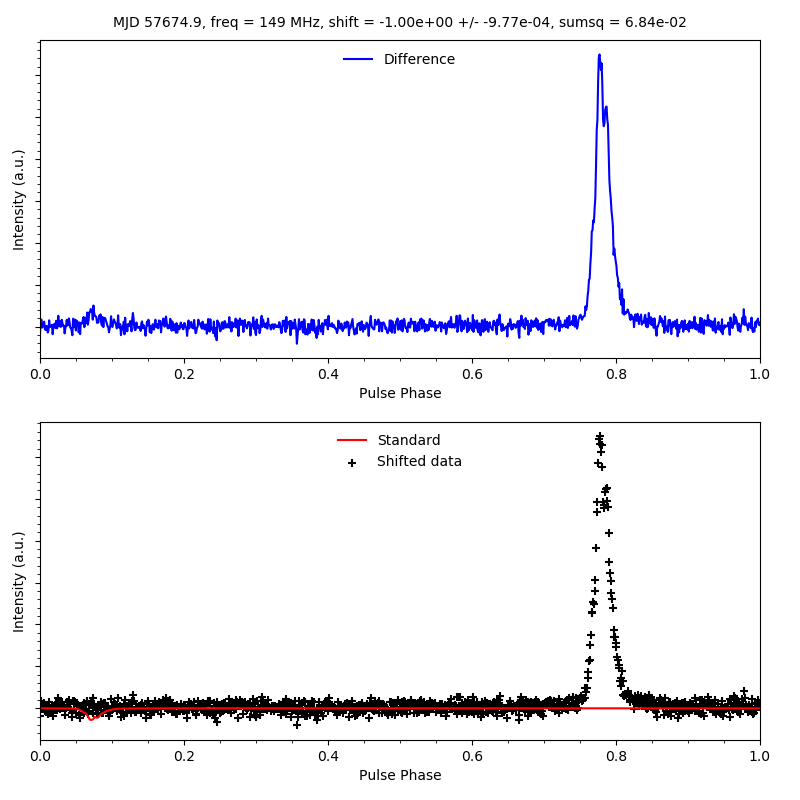 MJD 57674.9, freq = 149 MHz, shift = -1.00e+00 +/- -9.77e-04, sumsq = 6.84e-02
Difference
Intensity (a.u.)
0.0 0.2 0.4 0.6 0.8 1.0
Pulse Phase
Standard
Shifted data
Intensity (a.u.)
0.0 0.2 0.4 0.6 0.8 1.0
Pulse Phase